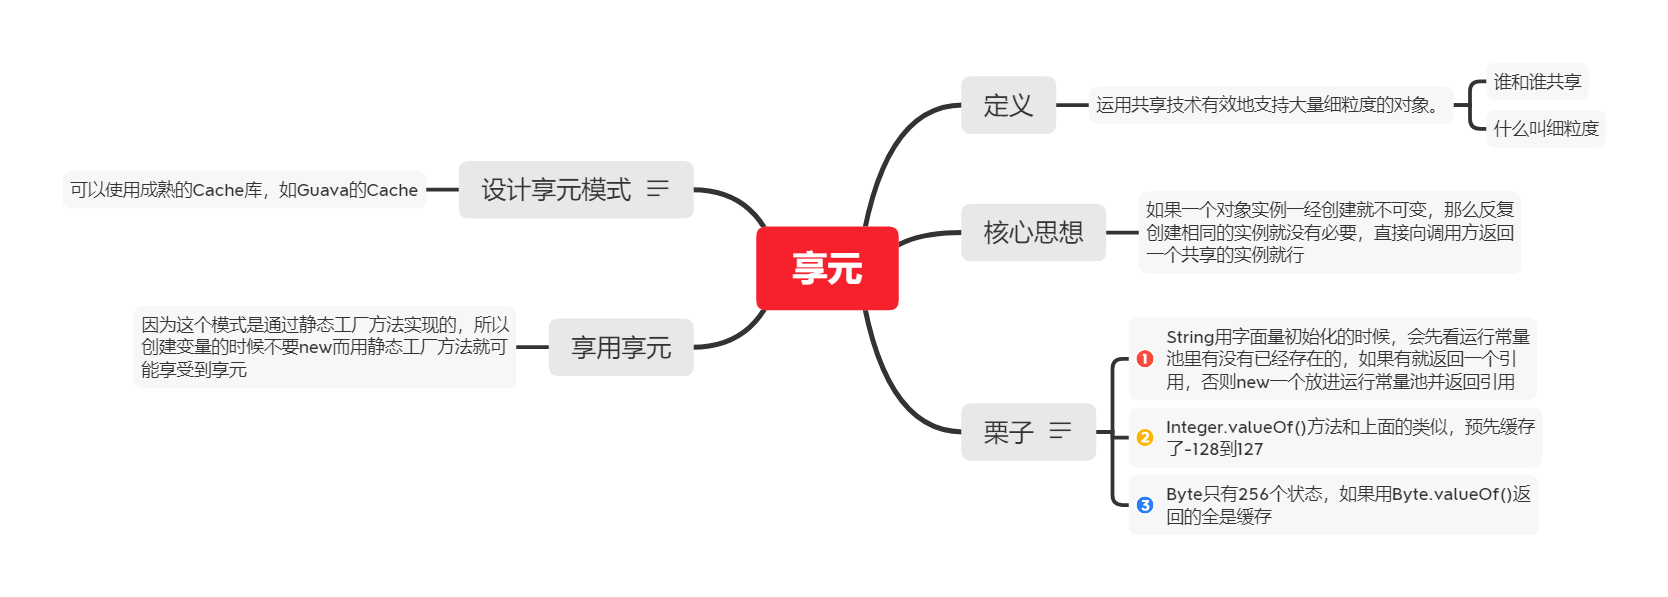 享元
定义
运用共享技术有效地支持大量细粒度的对象。
谁和谁共享
什么叫细粒度
核心思想
如果一个对象实例一经创建就不可变，那么反复
创建相同的实例就没有必要，直接向调用方返回
一个共享的实例就行
栗子
1
String用字面量初始化的时候，会先看运行常量
池里有没有已经存在的，如果有就返回一个引
用，否则new一个放进运行常量池并返回引用
2
Integer.valueOf()方法和上面的类似，预先缓存
了-128到127
3
Byte只有256个状态，如果用Byte.valueOf()返
回的全是缓存
设计享元模式
可以使用成熟的Cache库，如Guava的Cache
享用享元
因为这个模式是通过静态工厂方法实现的，所以
创建变量的时候不要new而用静态工厂方法就可
能享受到享元